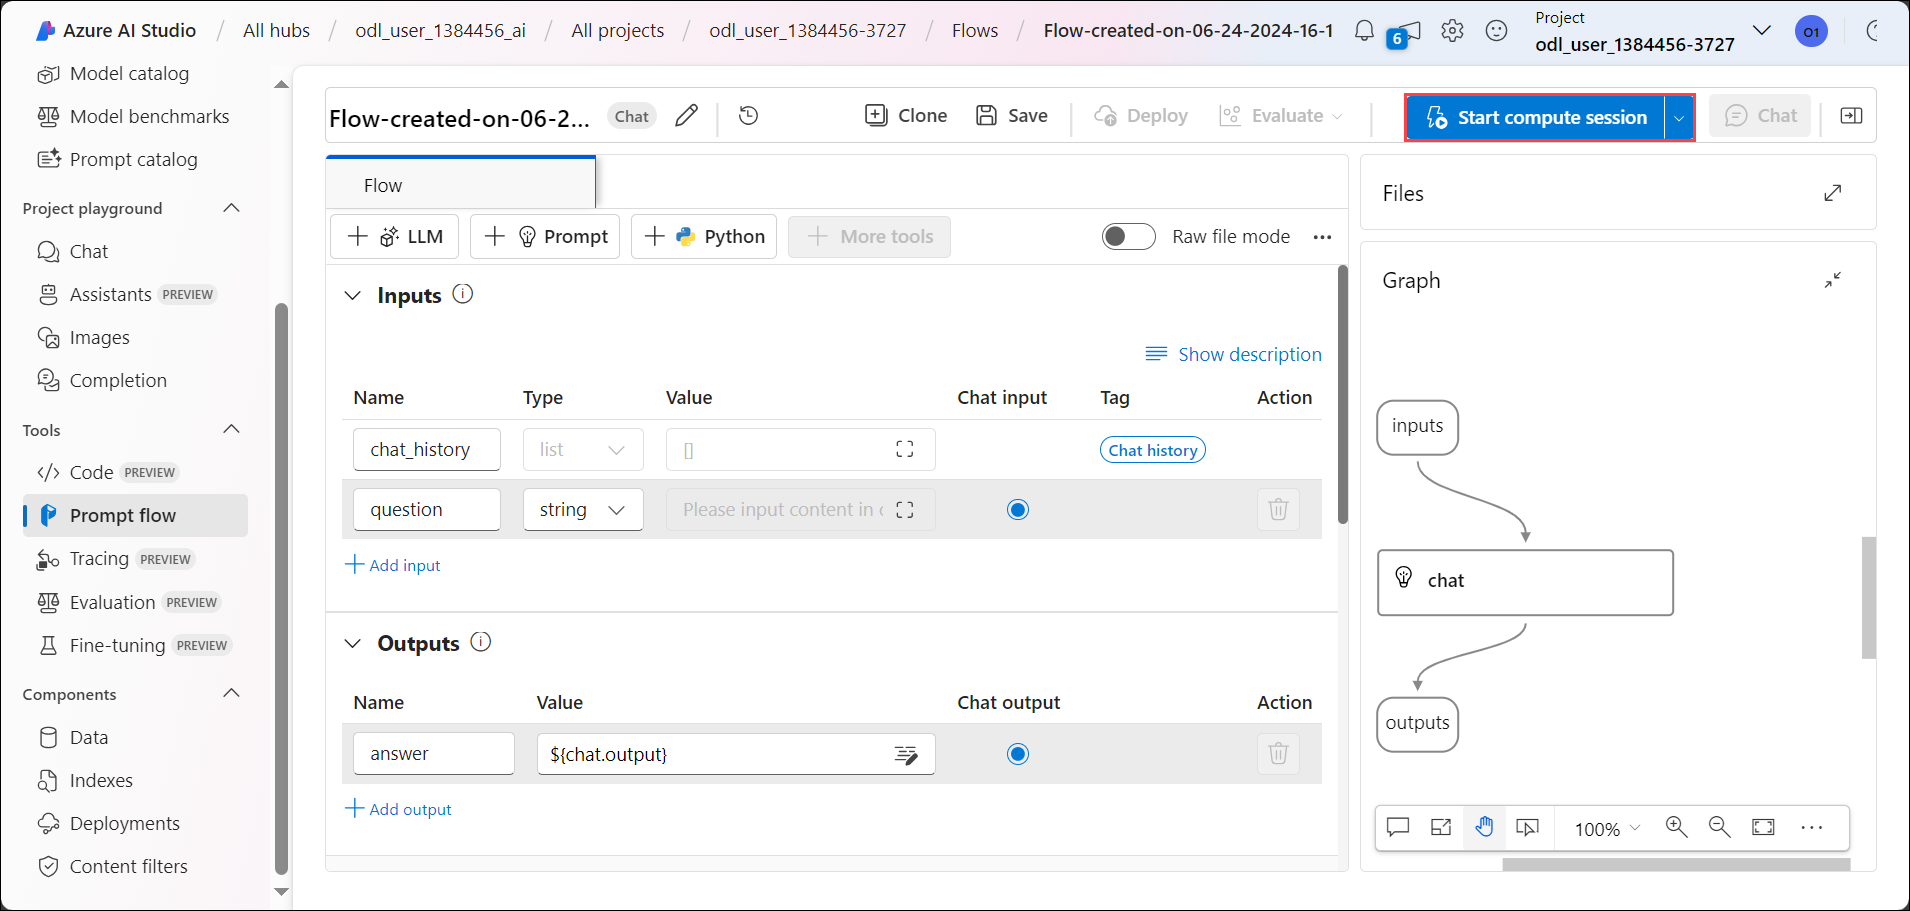 Azure AI Studio / All hubs / odl_user_1384456_ai / All projects / odl_user_1384456-3727 / Flows / Flow-created-on-06-24-2024-16-1
6
Project
odl_user_1384456-3727
O1
Model catalog
Model benchmarks
Prompt catalog
Project playground
Chat
Assistants PREVIEW
Images
Completion
Tools
Code PREVIEW
Prompt flow
Tracing PREVIEW
Evaluation PREVIEW
Fine-tuning PREVIEW
Components
Data
Indexes
Deployments
Content filters
Flow-created-on-06-2... Chat
Clone Save Deploy Evaluate
Start compute session
Chat
Flow
LLM Prompt Python More tools
Raw file mode
Inputs
Show description
Name Type Value Chat input Tag Action
chat_history list [] Chat history
question string Please input content in c
+ Add input
Outputs
Name Value Chat output Action
answer ${chat.output}
+ Add output
Files
Graph
inputs
chat
outputs
100%